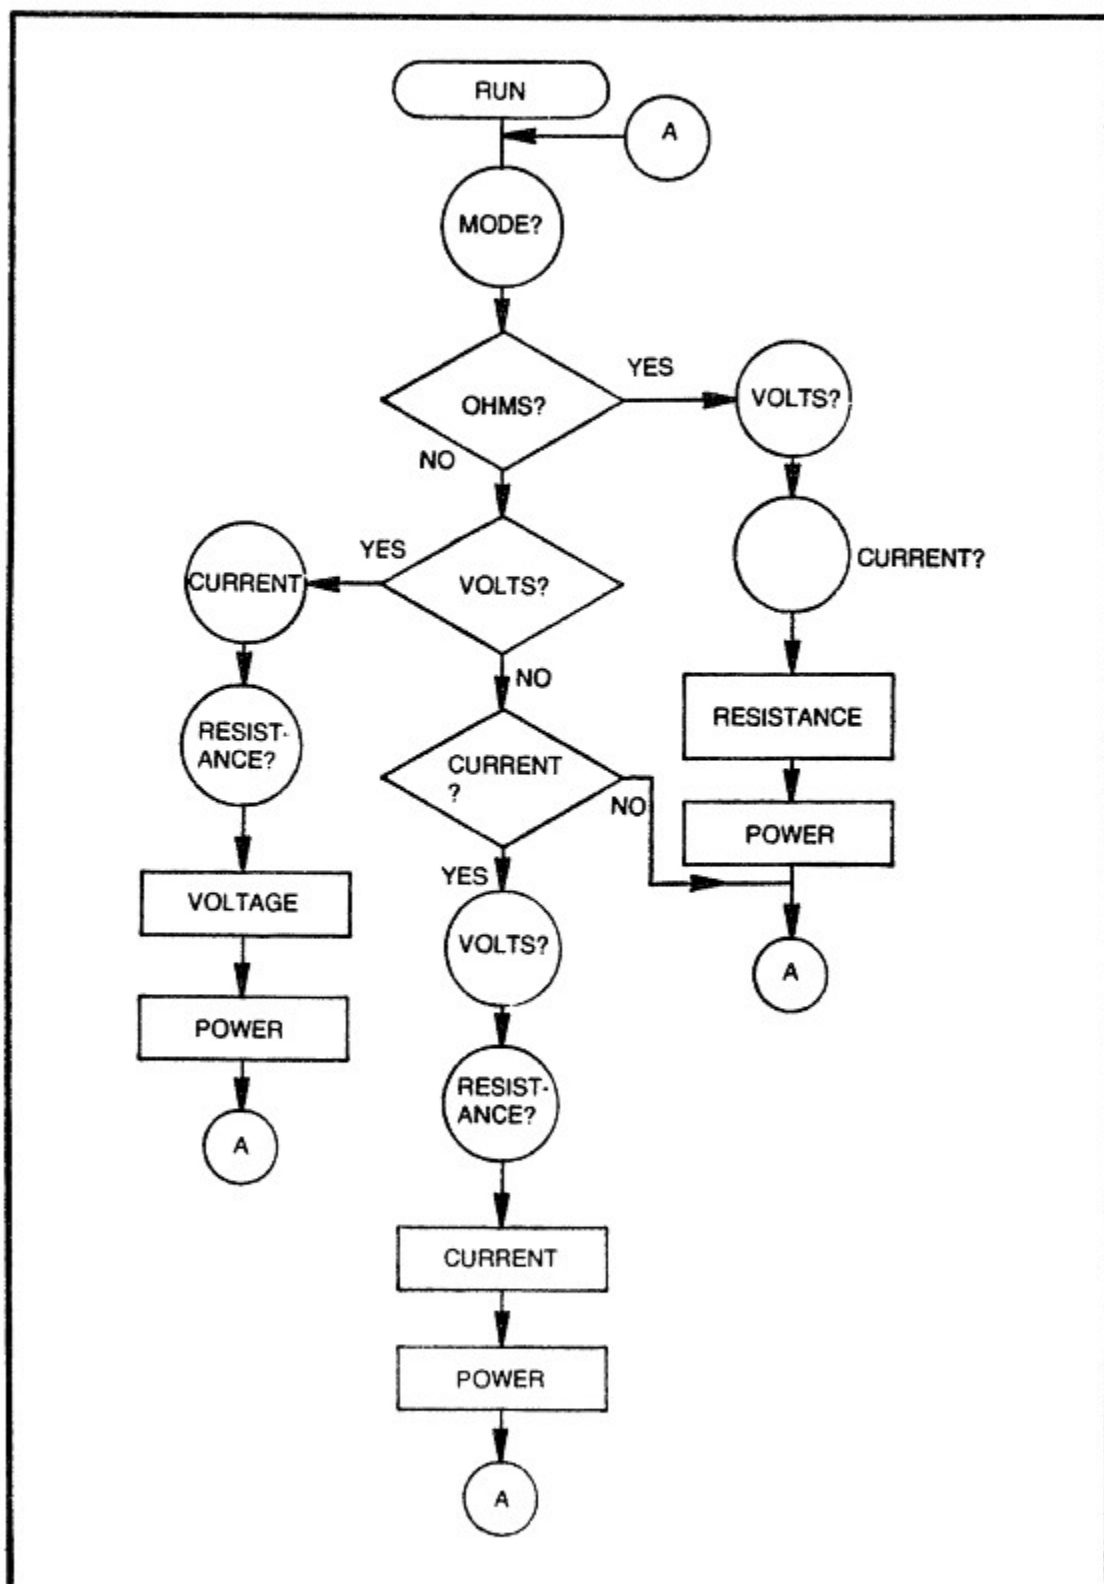 RUN
A
MODE?
OHMS?
YES
VOLTS?
NO
CURRENT?
YES
VOLTS?
CURRENT
NO
RESIST-
ANCE?
CURRENT
?
NO
RESISTANCE
POWER
A
YES
VOLTAGE
POWER
A
VOLTS?
RESIST-
ANCE?
CURRENT
POWER
A